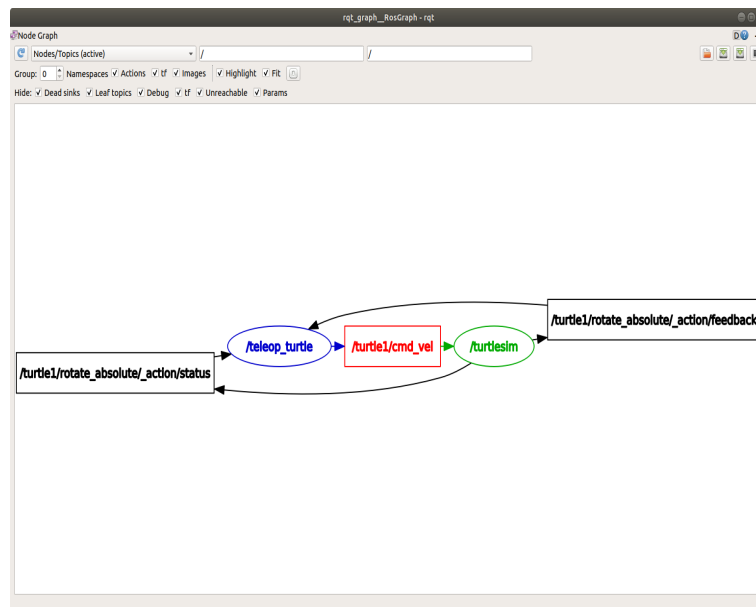 rqt_graph__RosGraph - rqt
Node Graph
D
Nodes/Topics (active) / /
Group: 0 Namespaces Actions tf Images Highlight Fit
Hide: Dead sinks Leaf topics Debug tf Unreachable Params
/turtle1/rotate_absolute/_action/feedback
/teleop_turtle /turtle1/cmd_vel /turtlesim
/turtle1/rotate_absolute/_action/status